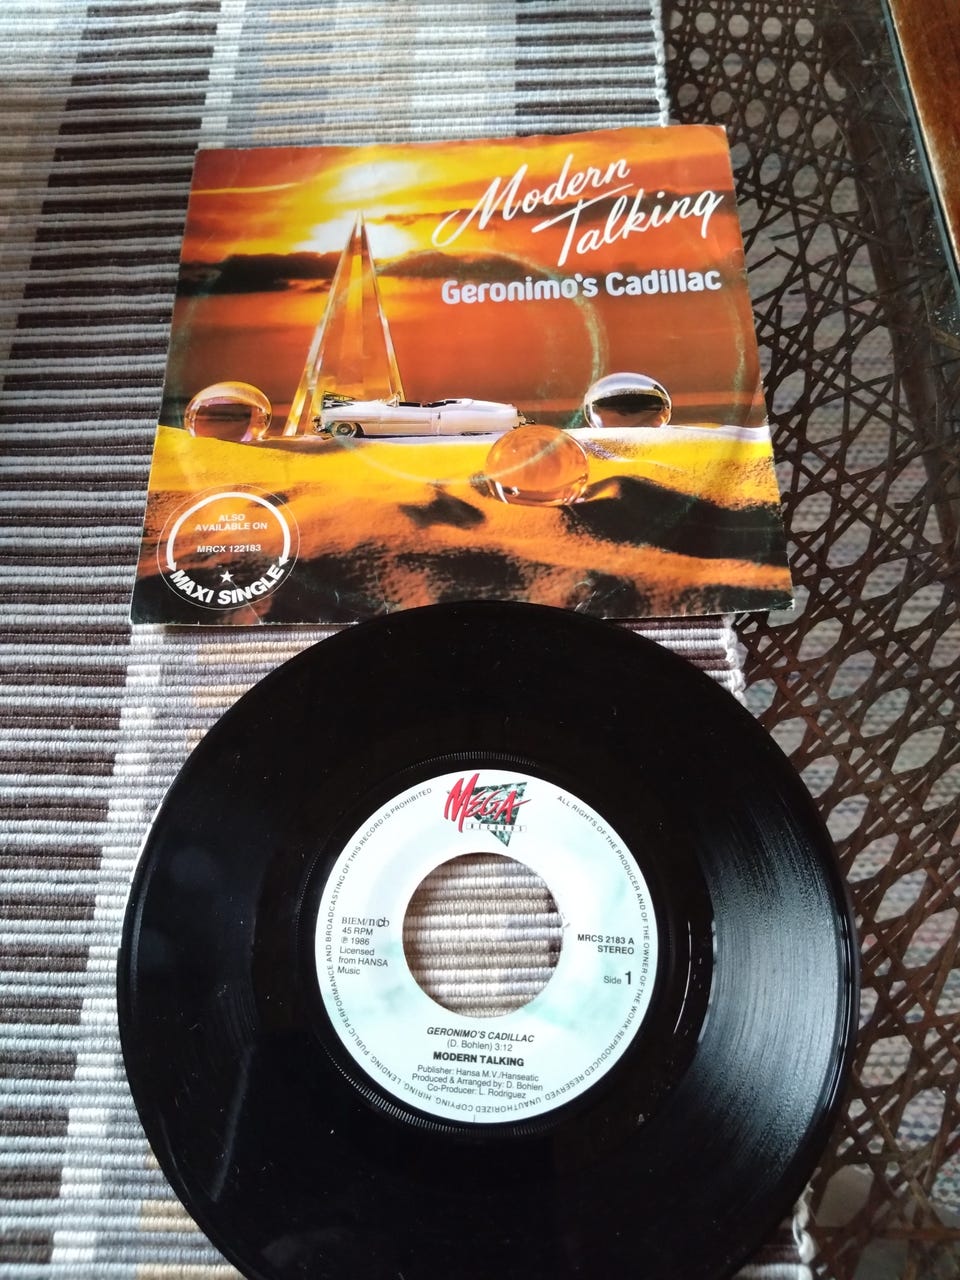 Modern
Talking
Geronimo's Cadillac
ALSO
AVAILABLE ON
MRCX 122183
MAXI SINGLE
MEGA
RECORDS
ALL RIGHTS OF THE PRODUCER AND OF THE OWNER OF THE WORK REPRODUCED RESERVED. UNAUTHORIZED COPYING, HIRING, LENDING, PUBLIC PERFORMANCE AND BROADCASTING OF THIS RECORD IS PROHIBITED
BIEM/n©b
45 RPM
℗ 1986
Licensed
from HANSA
Music
MRCS 2183 A
STEREO
Side 1
GERONIMO'S CADILLAC
(D. Bohlen) 3:12
MODERN TALKING
Publisher: Hansa M.V./Hanseatic
Produced & Arranged by: D. Bohlen
Co-Producer: L. Rodriguez